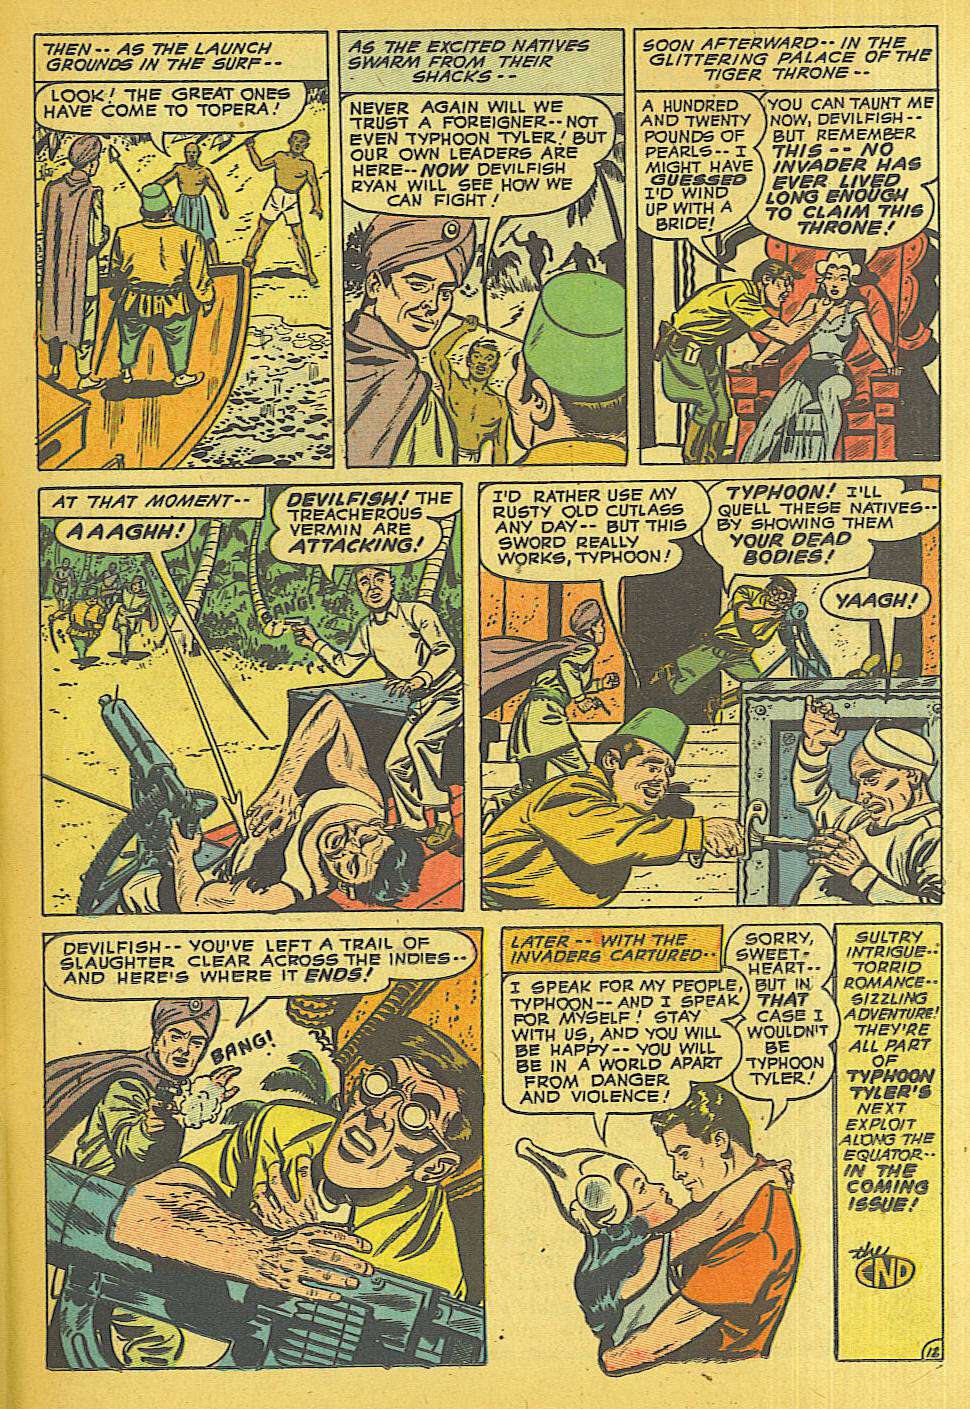 THEN-- AS THE LAUNCH
GROUNDS IN THE SURF--
LOOK! THE GREAT ONES
HAVE COME TO TOPERA!
AS THE EXCITED NATIVES
SWARM FROM THEIR
SHACKS--
NEVER AGAIN WILL WE
TRUST A FOREIGNER--NOT
EVEN TYPHOON TYLER! BUT
OUR OWN LEADERS ARE
HERE--NOW DEVILFISH
RYAN WILL SEE HOW WE
CAN FIGHT!
SOON AFTERWARD-- IN THE
GLITTERING PALACE OF THE
TIGER THRONE--
A HUNDRED
AND TWENTY
POUNDS OF
PEARLS--I
MIGHT HAVE
GUESSED
I'D WIND
UP WITH A
BRIDE!
YOU CAN TAUNT ME
NOW, DEVILFISH--
BUT REMEMBER
THIS-- NO
INVADER HAS
EVER LIVED
LONG ENOUGH
TO CLAIM THIS
THRONE!
AT THAT MOMENT--
AAAGHH!
DEVILFISH! THE
TREACHEROUS
VERMIN ARE
ATTACKING!
BANG!
I'D RATHER USE MY
RUSTY OLD CUTLASS
ANY DAY-- BUT THIS
SWORD REALLY
WORKS, TYPHOON!
TYPHOON! I'LL
QUELL THESE NATIVES--
BY SHOWING THEM
YOUR DEAD
BODIES!
YAAGH!
DEVILFISH-- YOU'VE LEFT A TRAIL OF
SLAUGHTER CLEAR ACROSS THE INDIES--
AND HERE'S WHERE IT ENDS!
BANG!
LATER-- WITH THE
INVADERS CARTURED--
I SPEAK FOR MY PEOPLE,
TYPHOON-- AND I SPEAK
FOR MYSELF! STAY
WITH US, AND YOU WILL
BE HAPPY-- YOU WILL
BE IN A WORLD APART
FROM DANGER
AND VIOLENCE!
SORRY,
SWEET-
HEART--
BUT IN
THAT
CASE I
WOULDN'T
BE
TYPHOON
TYLER!
SULTRY
INTRIGUE--
TORRID
ROMANCE--
SIZZLING
ADVENTURE!
THEY'RE
ALL PART
OF
TYPHOON
TYLER'S
NEXT
EXPLOIT
ALONG THE
EQUATOR--
IN THE
COMING
ISSUE!
the
END
12